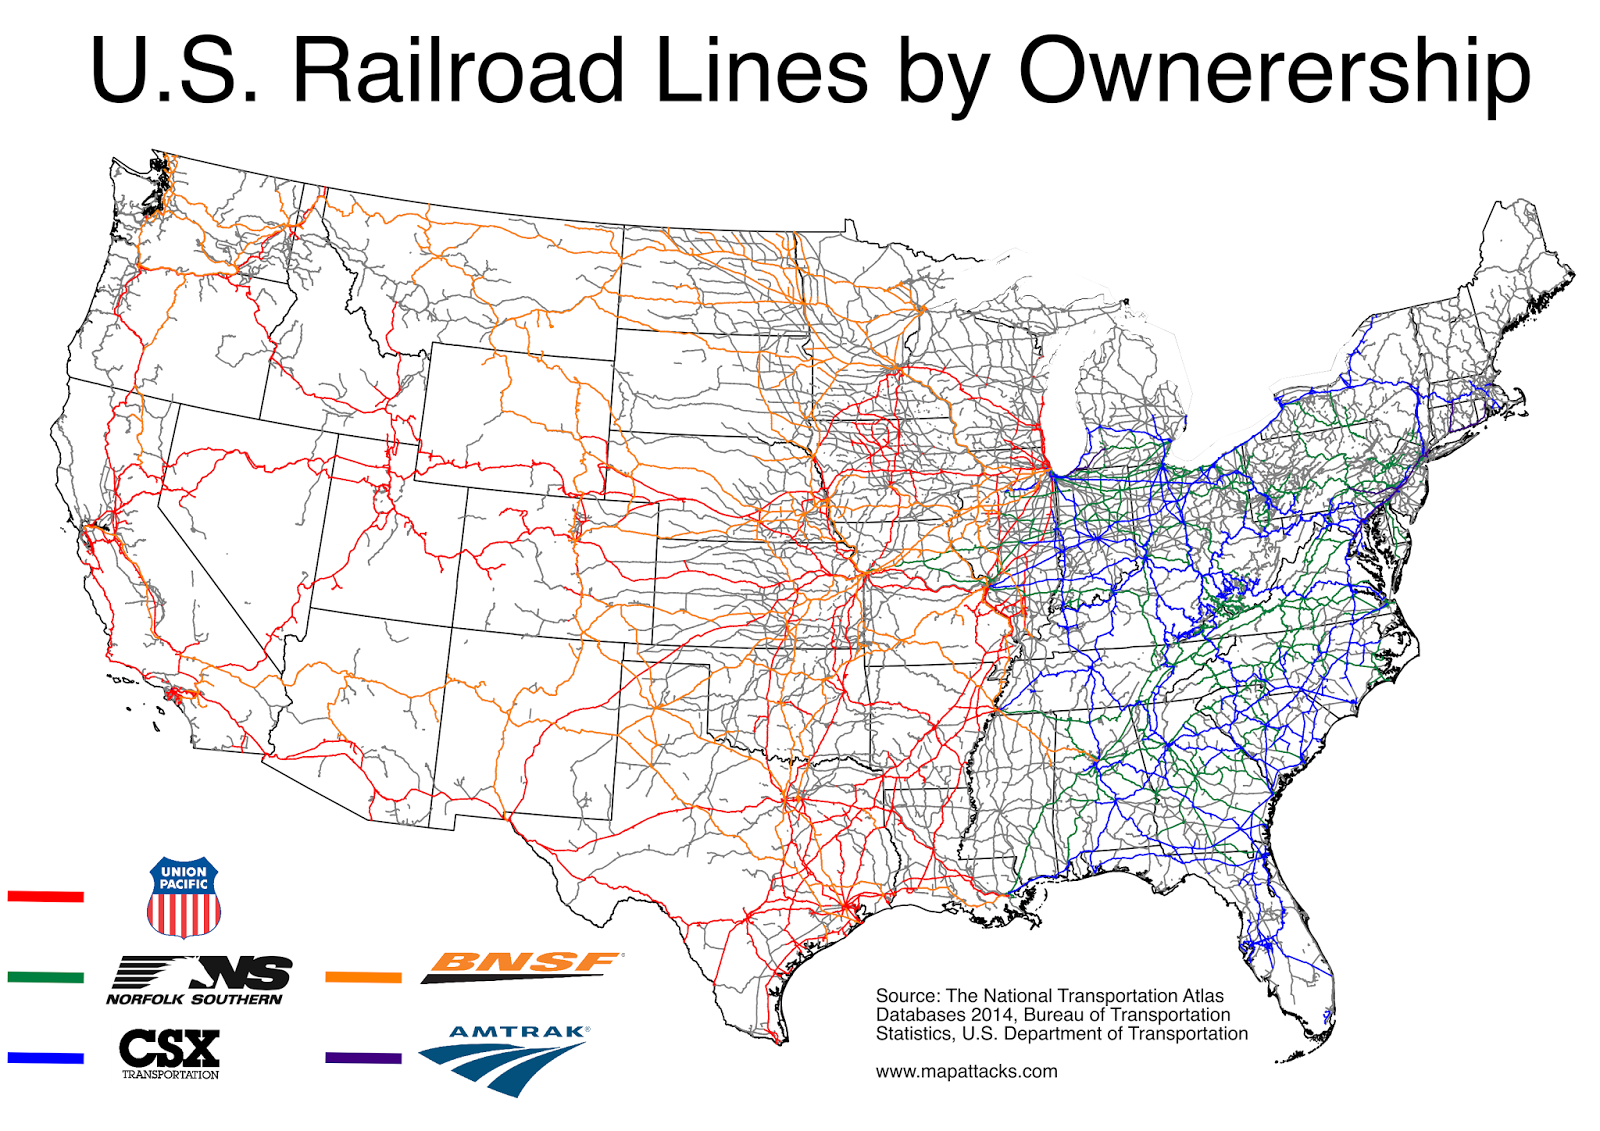 U.S. Railroad Lines by Ownerership
UNION
PACIFIC
NS
NORFOLK SOUTHERN
BNSF
CSX
TRANSPORTATION
AMTRAK®
Source: The National Transportation Atlas
Databases 2014, Bureau of Transportation
Statistics, U.S. Department of Transportation
www.mapattacks.com